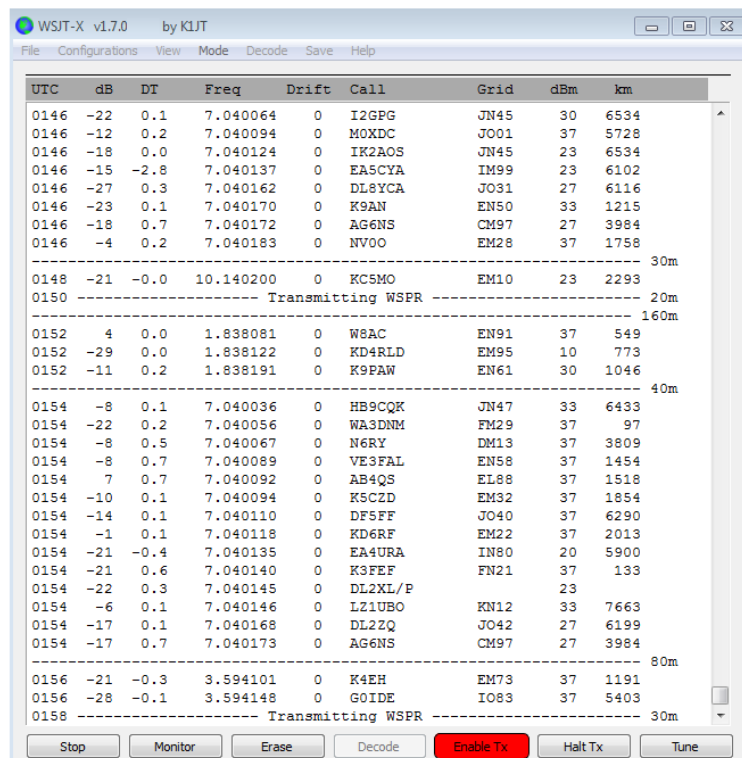 WSJT-X v1.7.0 by K1JT
File Configurations View Mode Decode Save Help
UTC dB DT Freq Drift Call Grid dBm km
0146 -22 0.1 7.040064 0 I2GPG JN45 30 6534
0146 -12 0.2 7.040094 0 M0XDC JO01 37 5728
0146 -18 0.0 7.040124 0 IK2AOS JN45 23 6534
0146 -15 -2.8 7.040137 0 EA5CYA IM99 23 6102
0146 -27 0.3 7.040162 0 DL8YCA JO31 27 6116
0146 -23 0.1 7.040170 0 K9AN EN50 33 1215
0146 -18 0.7 7.040172 0 AG6NS CM97 27 3984
0146 -4 0.2 7.040183 0 NV0O EM28 37 1758
---------------------------------------------------------------- 30m
0148 -21 -0.0 10.140200 0 KC5MO EM10 23 2293
0150 --------------------- Transmitting WSPR --------------------- 20m
---------------------------------------------------------------- 160m
0152 4 0.0 1.838081 0 W8AC EN91 37 549
0152 -29 0.0 1.838122 0 KD4RLD EM95 10 773
0152 -11 0.2 1.838191 0 K9PAW EN61 30 1046
---------------------------------------------------------------- 40m
0154 -8 0.1 7.040036 0 HB9CQK JN47 33 6433
0154 -22 0.2 7.040056 0 WA3DNM FM29 37 97
0154 -8 0.5 7.040067 0 N6RY DM13 37 3809
0154 -8 0.7 7.040089 0 VE3FAL EN58 37 1454
0154 7 0.7 7.040092 0 AB4QS EL88 37 1518
0154 -10 0.1 7.040094 0 K5CZD EM32 37 1854
0154 -14 0.1 7.040110 0 DF5FF JO40 37 6290
0154 -1 0.1 7.040118 0 KD6RF EM22 37 2013
0154 -21 -0.4 7.040135 0 EA4URA IN80 20 5900
0154 -21 0.6 7.040140 0 K3FEF FN21 37 133
0154 -22 0.3 7.040145 0 DL2XL/P 23
0154 -6 0.1 7.040146 0 LZ1UBO KN12 33 7663
0154 -17 0.1 7.040168 0 DL2ZQ JO42 27 6199
0154 -17 0.7 7.040173 0 AG6NS CM97 27 3984
---------------------------------------------------------------- 80m
0156 -21 -0.3 3.594101 0 K4EH EM73 37 1191
0156 -28 -0.1 3.594148 0 G0IDE IO83 37 5403
0158 --------------------- Transmitting WSPR --------------------- 30m
Stop Monitor Erase Decode Enable Tx Halt Tx Tune